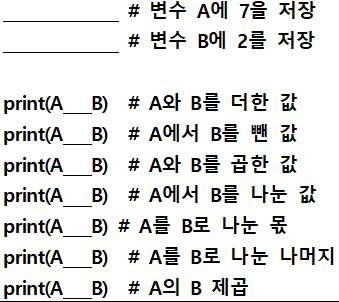 ____________ # 변수 A에 7을 저장
____________ # 변수 B에 2를 저장
print(A___B) # A와 B를 더한 값
print(A___B) # A에서 B를 뺀 값
print(A___B) # A와 B를 곱한 값
print(A___B) # A에서 B를 나눈 값
print(A___B) # A를 B로 나눈 몫
print(A___B) # A를 B로 나눈 나머지
print(A___B) # A의 B 제곱